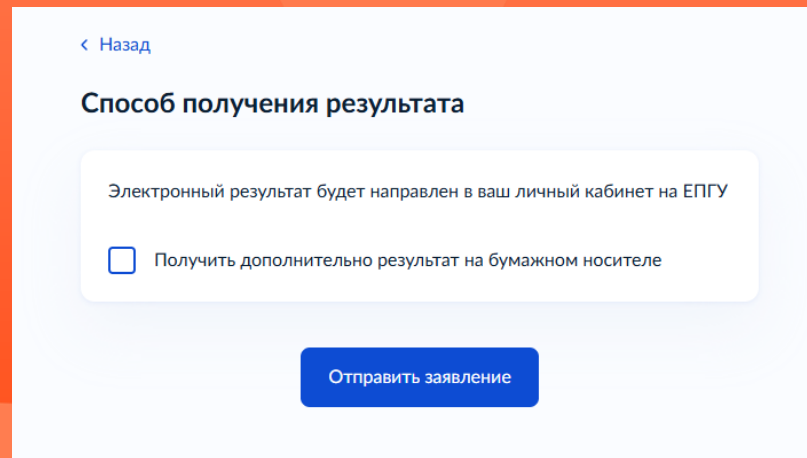 Назад
Способ получения результата
Электронный результат будет направлен в ваш личный кабинет на ЕПГУ
Получить дополнительно результат на бумажном носителе
Отправить заявление